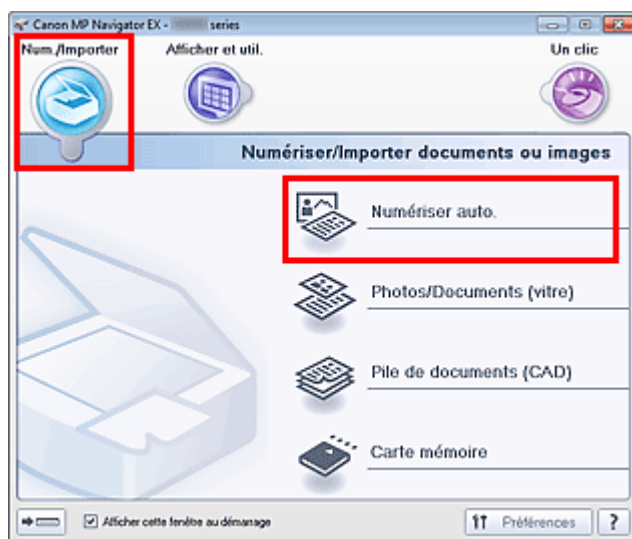 Canon MP Navigator EX - series
Num./Importer
Afficher et util.
Un clic
Numériser/Importer documents ou images
Numériser auto.
Photos/Documents (vitre)
Pile de documents (CAD)
Carte mémoire
Afficher cette fenêtre au démarrage
Préférences
?